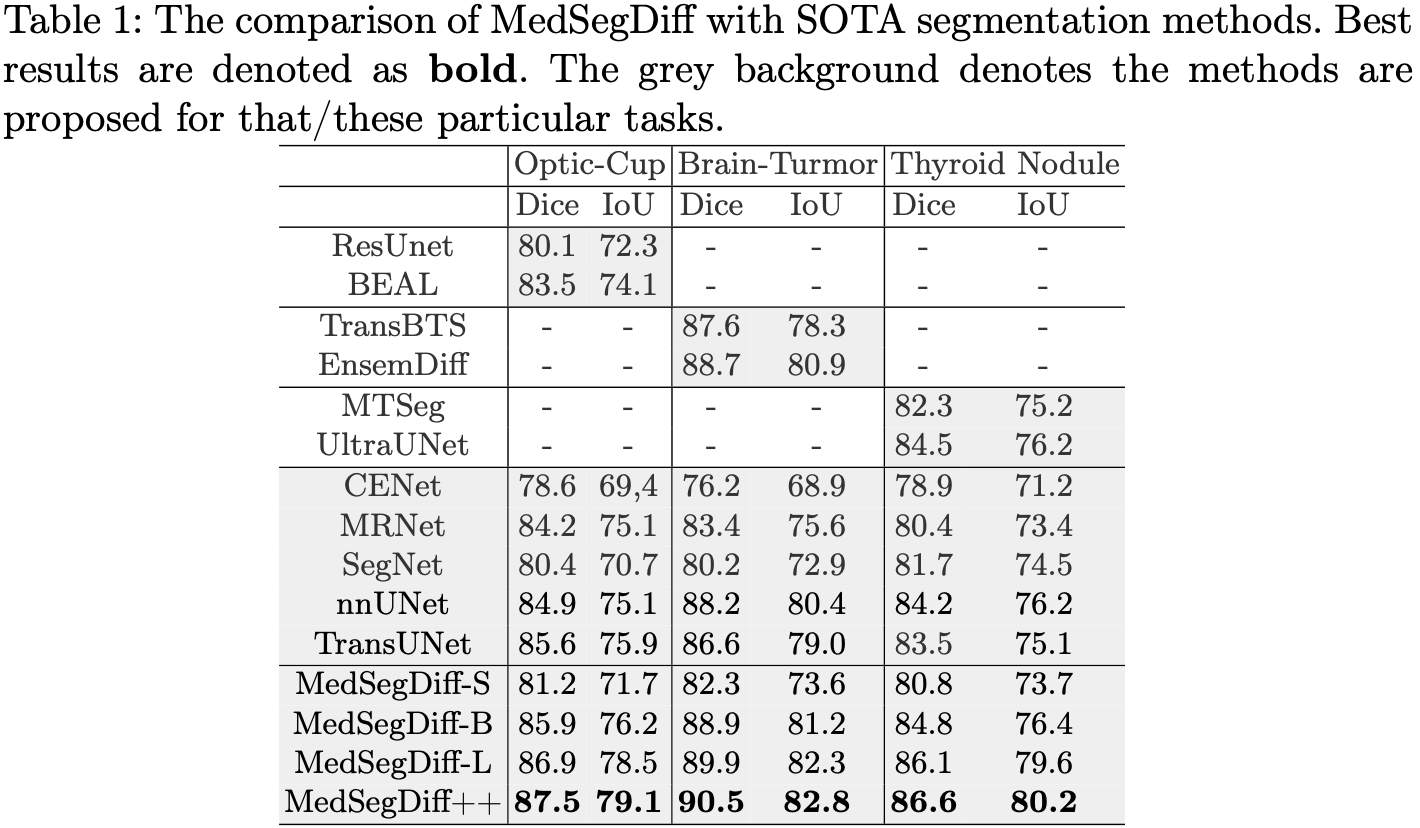 Table 1: The comparison of MedSegDiff with SOTA segmentation methods. Best
results are denoted as bold. The grey background denotes the methods are
proposed for that/these particular tasks.
Optic-Cup Brain-Turmor Thyroid Nodule
Dice IoU Dice IoU Dice IoU
ResUnet 80.1 72.3 - - - -
BEAL 83.5 74.1 - - - -
TransBTS - - 87.6 78.3 - -
EnsemDiff - - 88.7 80.9 - -
MTSeg - - - - 82.3 75.2
UltraUNet - - - - 84.5 76.2
CENet 78.6 69,4 76.2 68.9 78.9 71.2
MRNet 84.2 75.1 83.4 75.6 80.4 73.4
SegNet 80.4 70.7 80.2 72.9 81.7 74.5
nnUNet 84.9 75.1 88.2 80.4 84.2 76.2
TransUNet 85.6 75.9 86.6 79.0 83.5 75.1
MedSegDiff-S 81.2 71.7 82.3 73.6 80.8 73.7
MedSegDiff-B 85.9 76.2 88.9 81.2 84.8 76.4
MedSegDiff-L 86.9 78.5 89.9 82.3 86.1 79.6
MedSegDiff++ 87.5 79.1 90.5 82.8 86.6 80.2